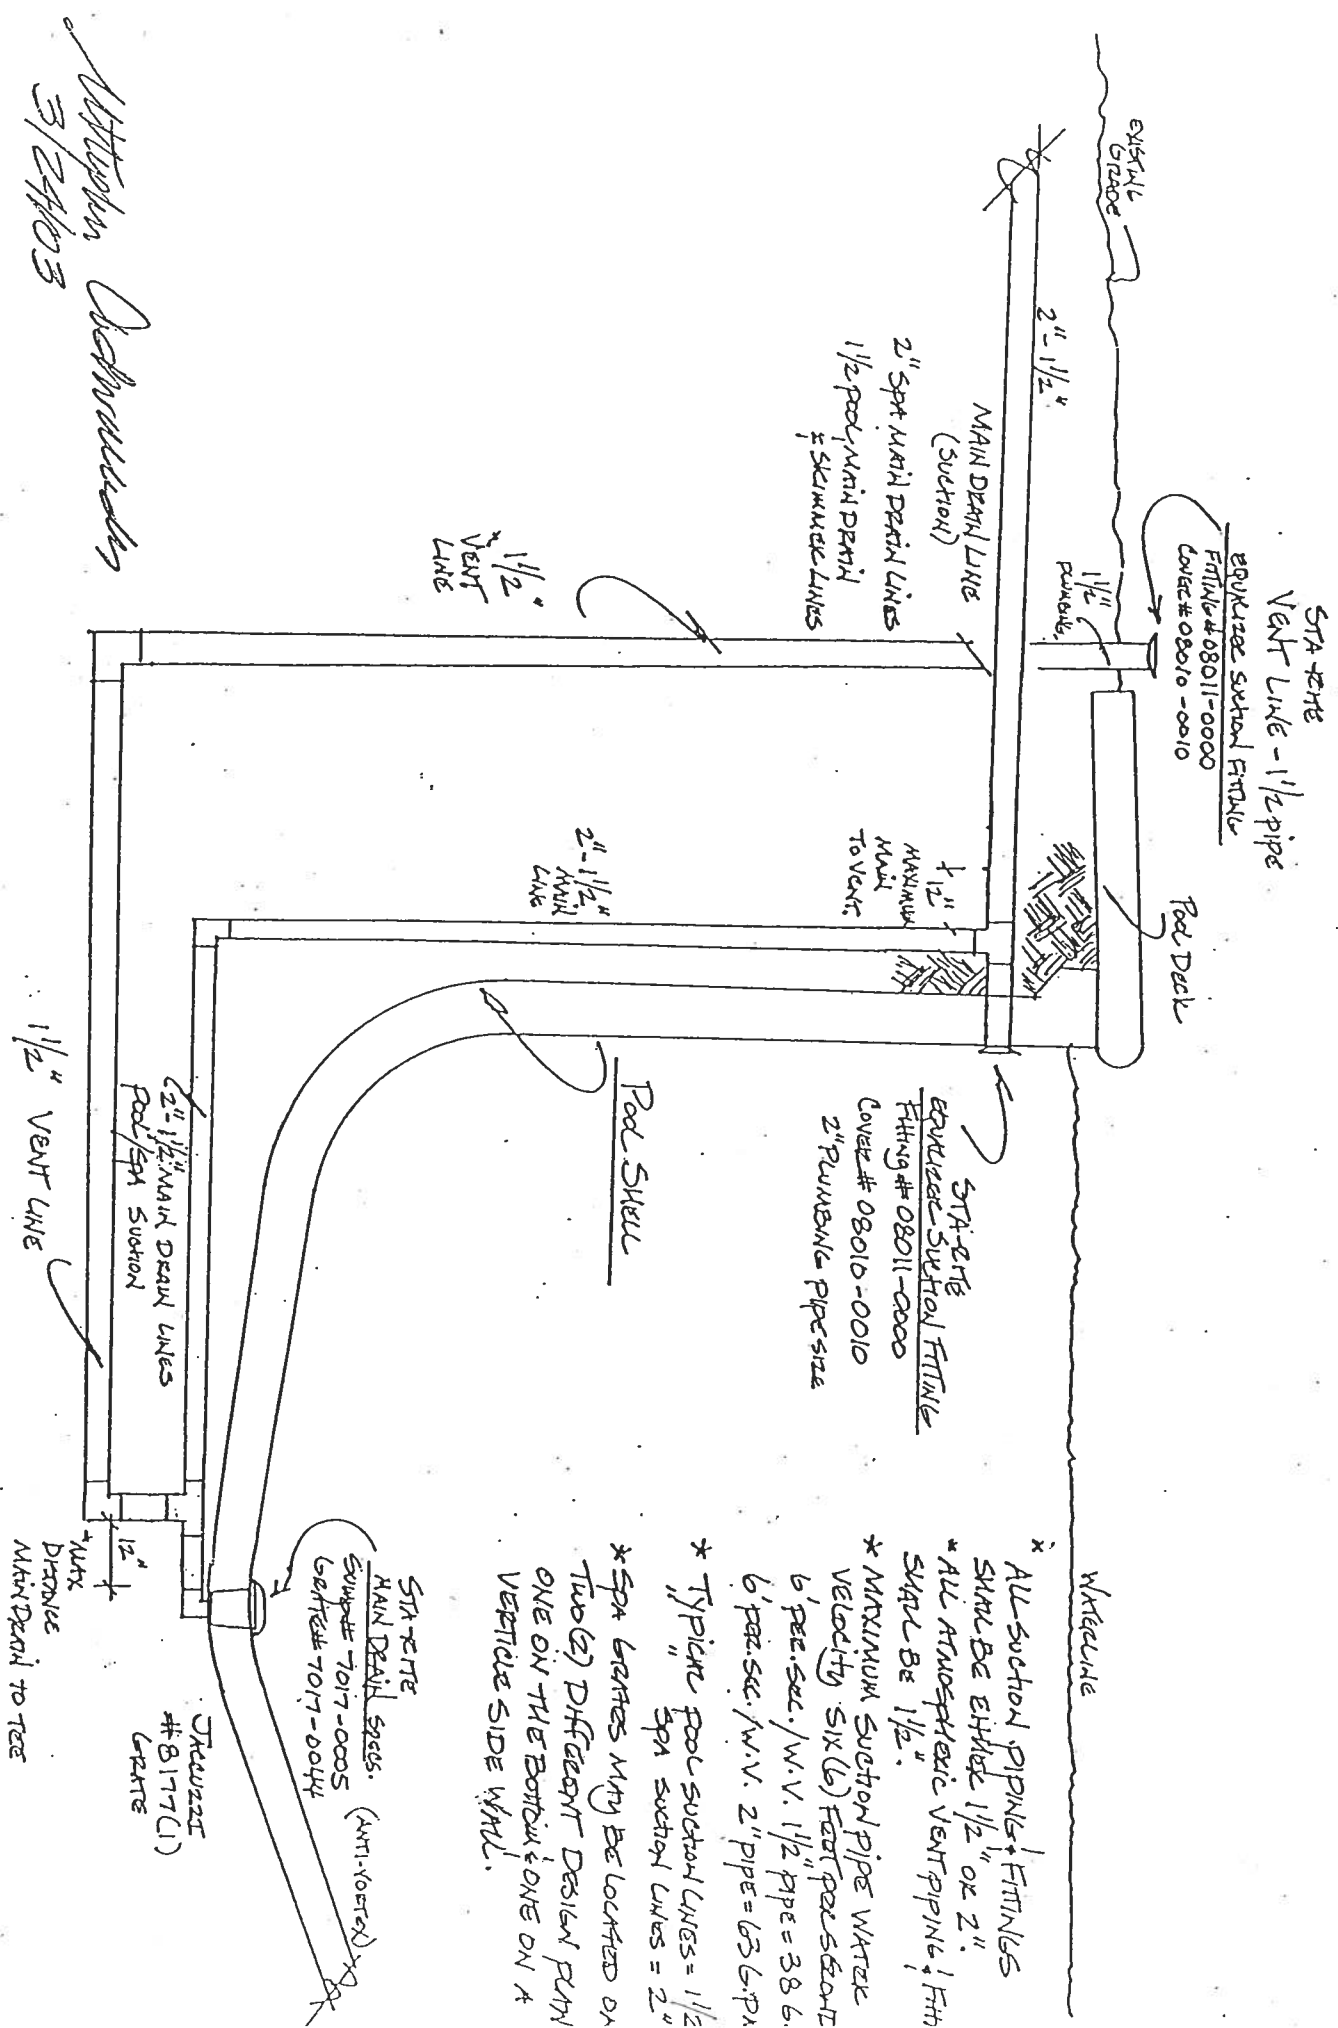 STA-RITE
VENT LINE - 1 1/2 pipe
EQUALIZER SUCTION FITTING
FITTING # 08011-0000
COVER # 08010-0010
EXISTING
GRADE
1 1/2"
PLUMBING.
Pool Deck
2"- 1 1/2"
MAIN DRAIN LINE
(SUCTION)
2" SPA MAIN DRAIN LINES
1 1/2 POOL MAIN DRAIN
& SKIMMER LINES
12"
MAXIMUM
MAIN
TO VENT.
WATERLINE
STA-RITE
EQUALIZER SUCTION FITTING
Fitting # 08011-0000
COVER # 08010-0010
2" PLUMBING PIPE SIZE
* 1 1/2"
VENT
LINE
2"- 1 1/2"
MAIN
LINE
Pool SHELL
* ALL SUCTION PIPING & FITTINGS
SHALL BE EITHER 1 1/2" OR 2".
* ALL ATMOSPHERIC VENT PIPING & FITT
SHALL BE 1 1/2".
* MAXIMUM SUCTION PIPE WATER
VELOCITY SIX (6) FEET PER SECOND
6' PER. SEC. / W.V. 1 1/2" PIPE = 38 G.
6' PER. SEC. / W.V. 2" PIPE = 63 G.P.M
* TYPICAL POOL SUCTION LINES = 1 1/2
" " SPA SUCTION LINES = 2"
* SPA GRATES MAY BE LOCATED ON
TWO (2) DIFFERENT DESIGN PLAN
ONE ON THE BOTTOM & ONE ON A
VERTICLE SIDE WALL.
STA-RITE
MAIN DRAIN SPECS.
SUMP # 7017-0005
GRATE # 7017-0044
(ANTI-VORTEX)
JACUZZI
# 8177 (1)
GRATE
2"- 1 1/2" MAIN DRAIN LINES
POOL/SPA SUCTION
1 1/2" VENT LINE
12"
* MAX
DISTANCE
MAIN DRAIN TO TEE
3/24/03